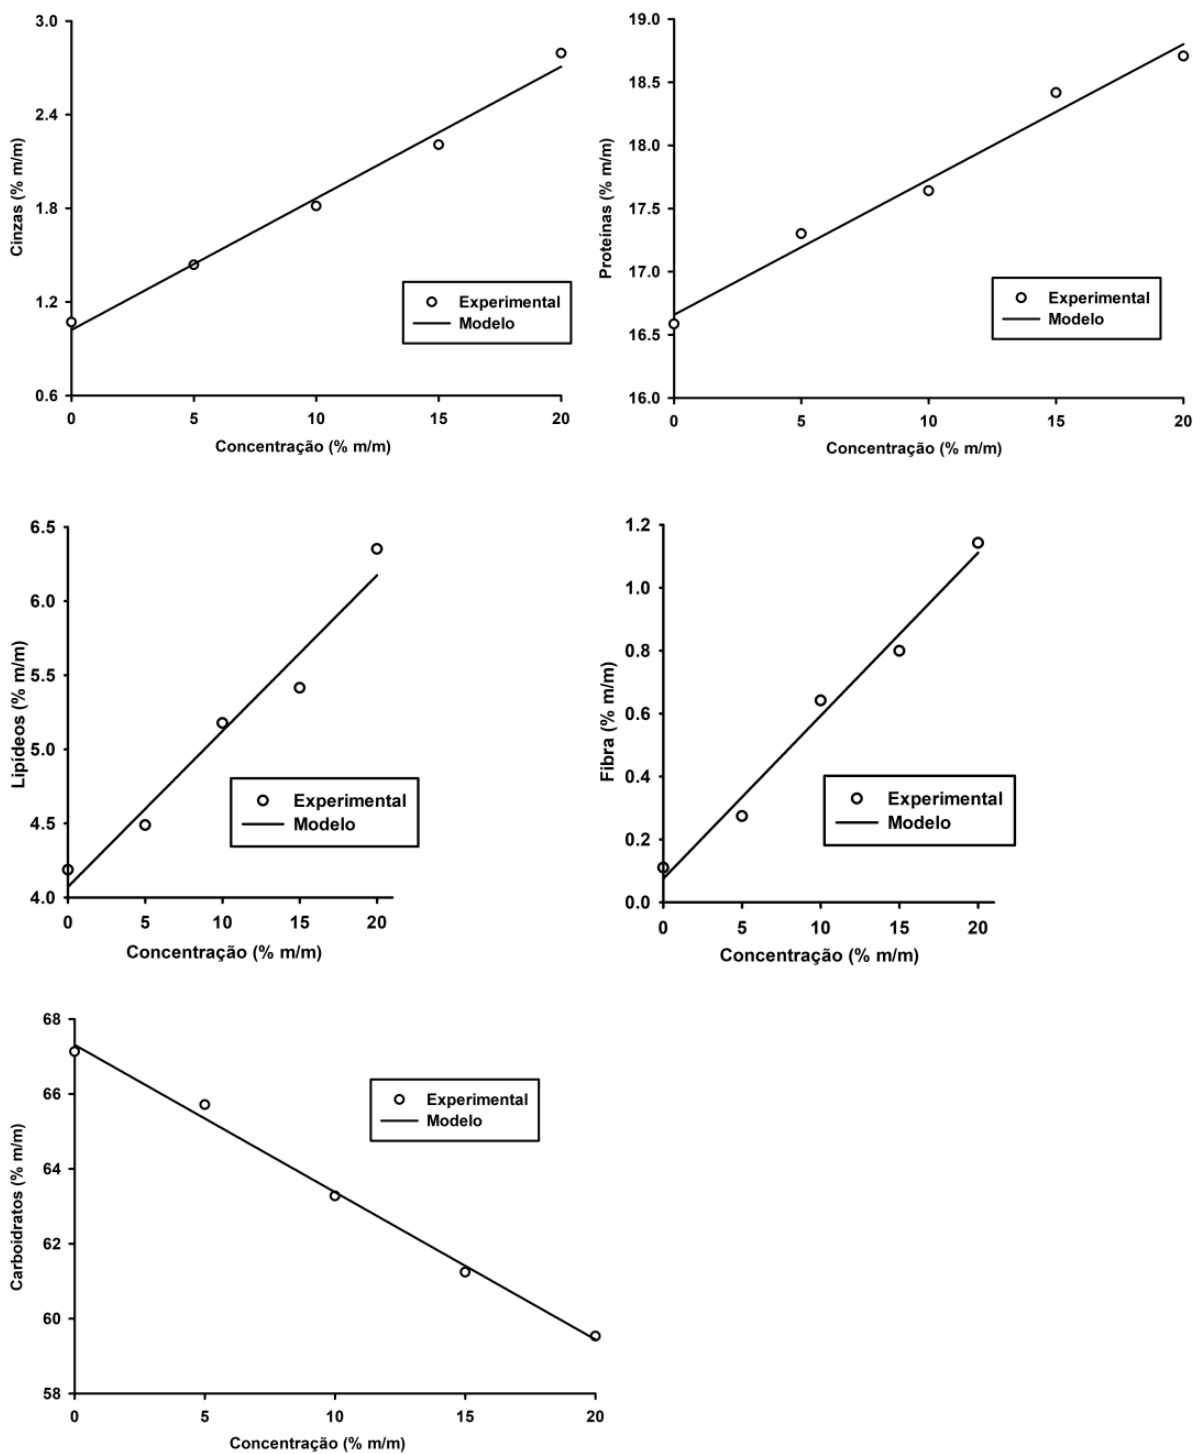 Cinzas (% m/m)
3.0
2.4
1.8
1.2
0.6
0 5 10 15 20
Concentração (% m/m)
Experimental
Modelo
Proteínas (% m/m)
19.0
18.5
18.0
17.5
17.0
16.5
16.0
0 5 10 15 20
Concentração (% m/m)
Experimental
Modelo
Lipídeos (% m/m)
6.5
6.0
5.5
5.0
4.5
4.0
0 5 10 15 20
Concentração (% m/m)
Experimental
Modelo
Fibra (% m/m)
1.2
1.0
0.8
0.6
0.4
0.2
0.0
0 5 10 15 20
Concentração (% m/m)
Experimental
Modelo
Carboidratos (% m/m)
68
66
64
62
60
58
0 5 10 15 20
Concentração (% m/m)
Experimental
Modelo